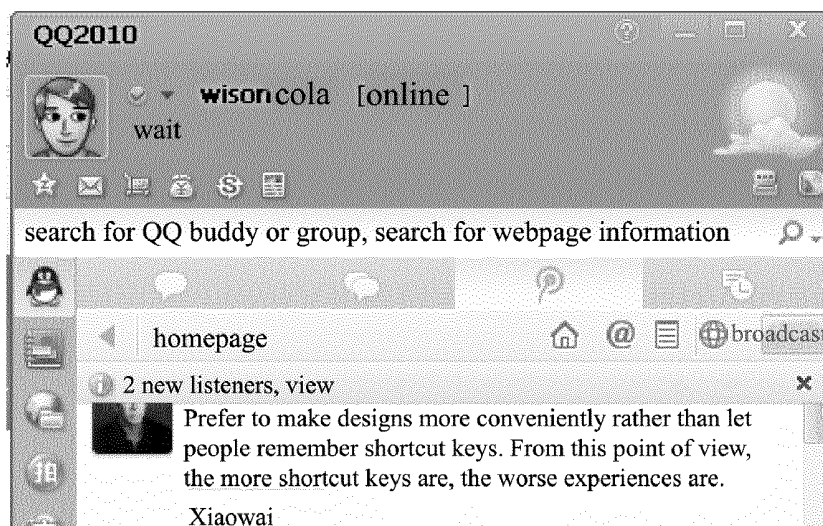 QQ2010
wisoncola [online ]
wait
search for QQ buddy or group, search for webpage information
homepage
@
broadcast
2 new listeners, view
Prefer to make designs more conveniently rather than let
people remember shortcut keys. From this point of view,
the more shortcut keys are, the worse experiences are.
Xiaowai